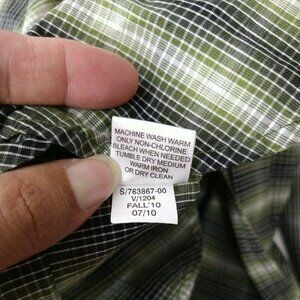 MACHINE WASH WARM
ONLY NON-CHLORINE
BLEACH WHEN NEEDED
TUMBLE DRY MEDIUM
WARM IRON
OR DRY CLEAN
S/763867-00
V/1204
FALL'10
07/10